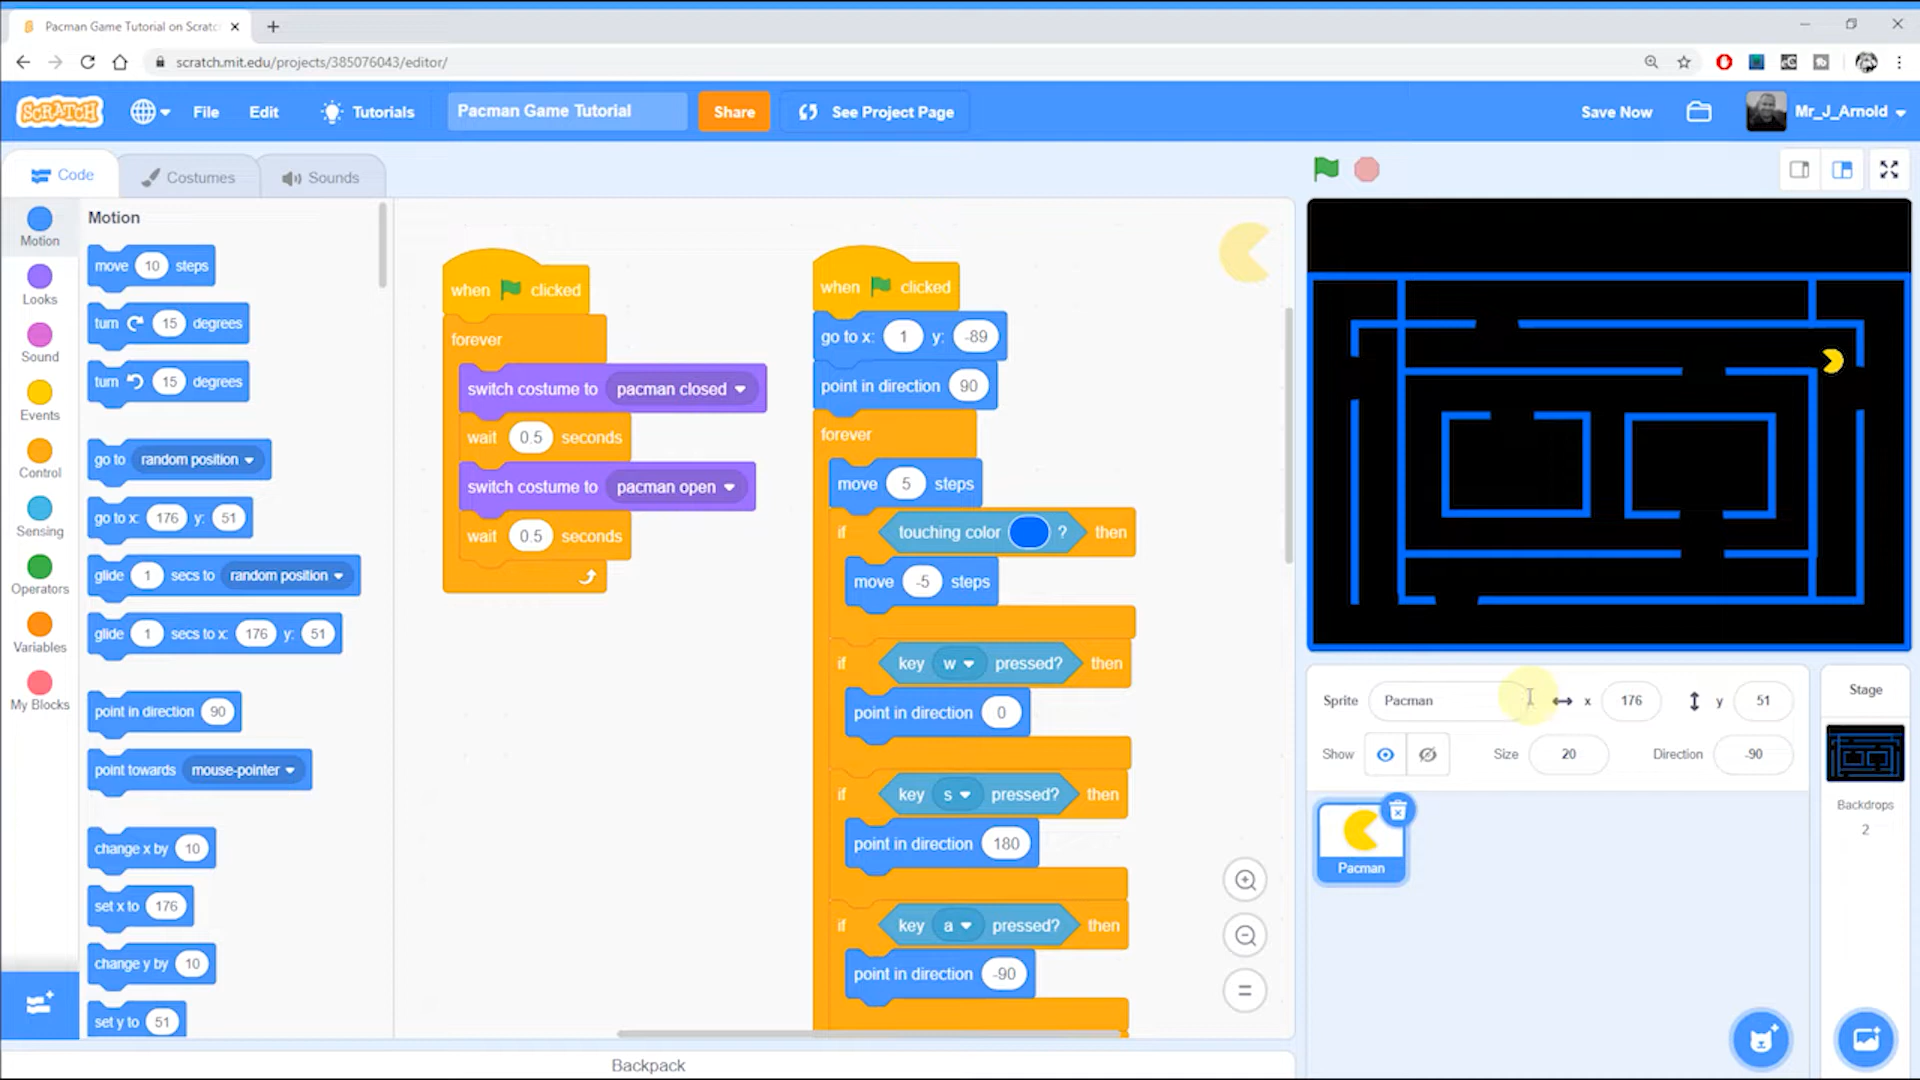 Pacman Game Tutorial on Scratc
scratch.mit.edu/projects/385076043/editor/
SCRATCH
File
Edit
Tutorials
Pacman Game Tutorial
Share
See Project Page
Save Now
Mr_J_Arnold
Code
Costumes
Sounds
Motion
Looks
Sound
Events
Control
Sensing
Operators
Variables
My Blocks
Motion
move 10 steps
turn 15 degrees
turn 15 degrees
go to random position
go to x: 176 y: 51
glide 1 secs to random position
glide 1 secs to x: 176 y: 51
point in direction 90
point towards mouse-pointer
change x by 10
set x to 176
change y by 10
set y to 51
when clicked
forever
switch costume to pacman closed
wait 0.5 seconds
switch costume to pacman open
wait 0.5 seconds
when clicked
go to x: 1 y: -89
point in direction 90
forever
move 5 steps
if touching color ? then
move -5 steps
if key w pressed? then
point in direction 0
if key s pressed? then
point in direction 180
if key a pressed? then
point in direction -90
Backpack
Sprite Pacman x 176 y 51
Show Size 20 Direction -90
Pacman
Stage
Backdrops
2